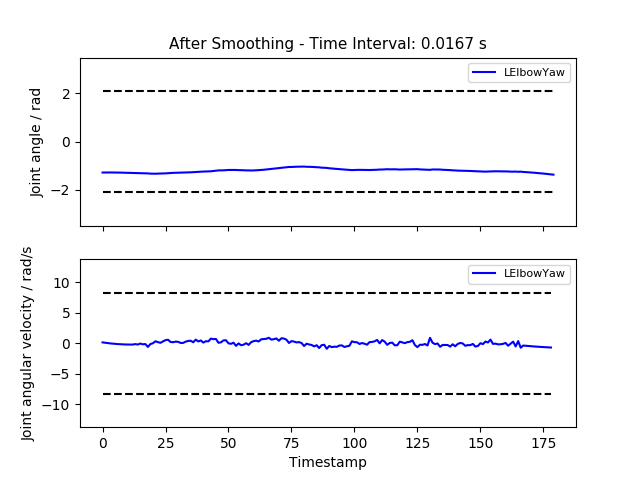 After Smoothing - Time Interval: 0.0167 s
LElbowYaw
2
0
−2
Joint angle / rad
LElbowYaw
10
5
0
−5
−10
Joint angular velocity / rad/s
0 25 50 75 100 125 150 175
Timestamp